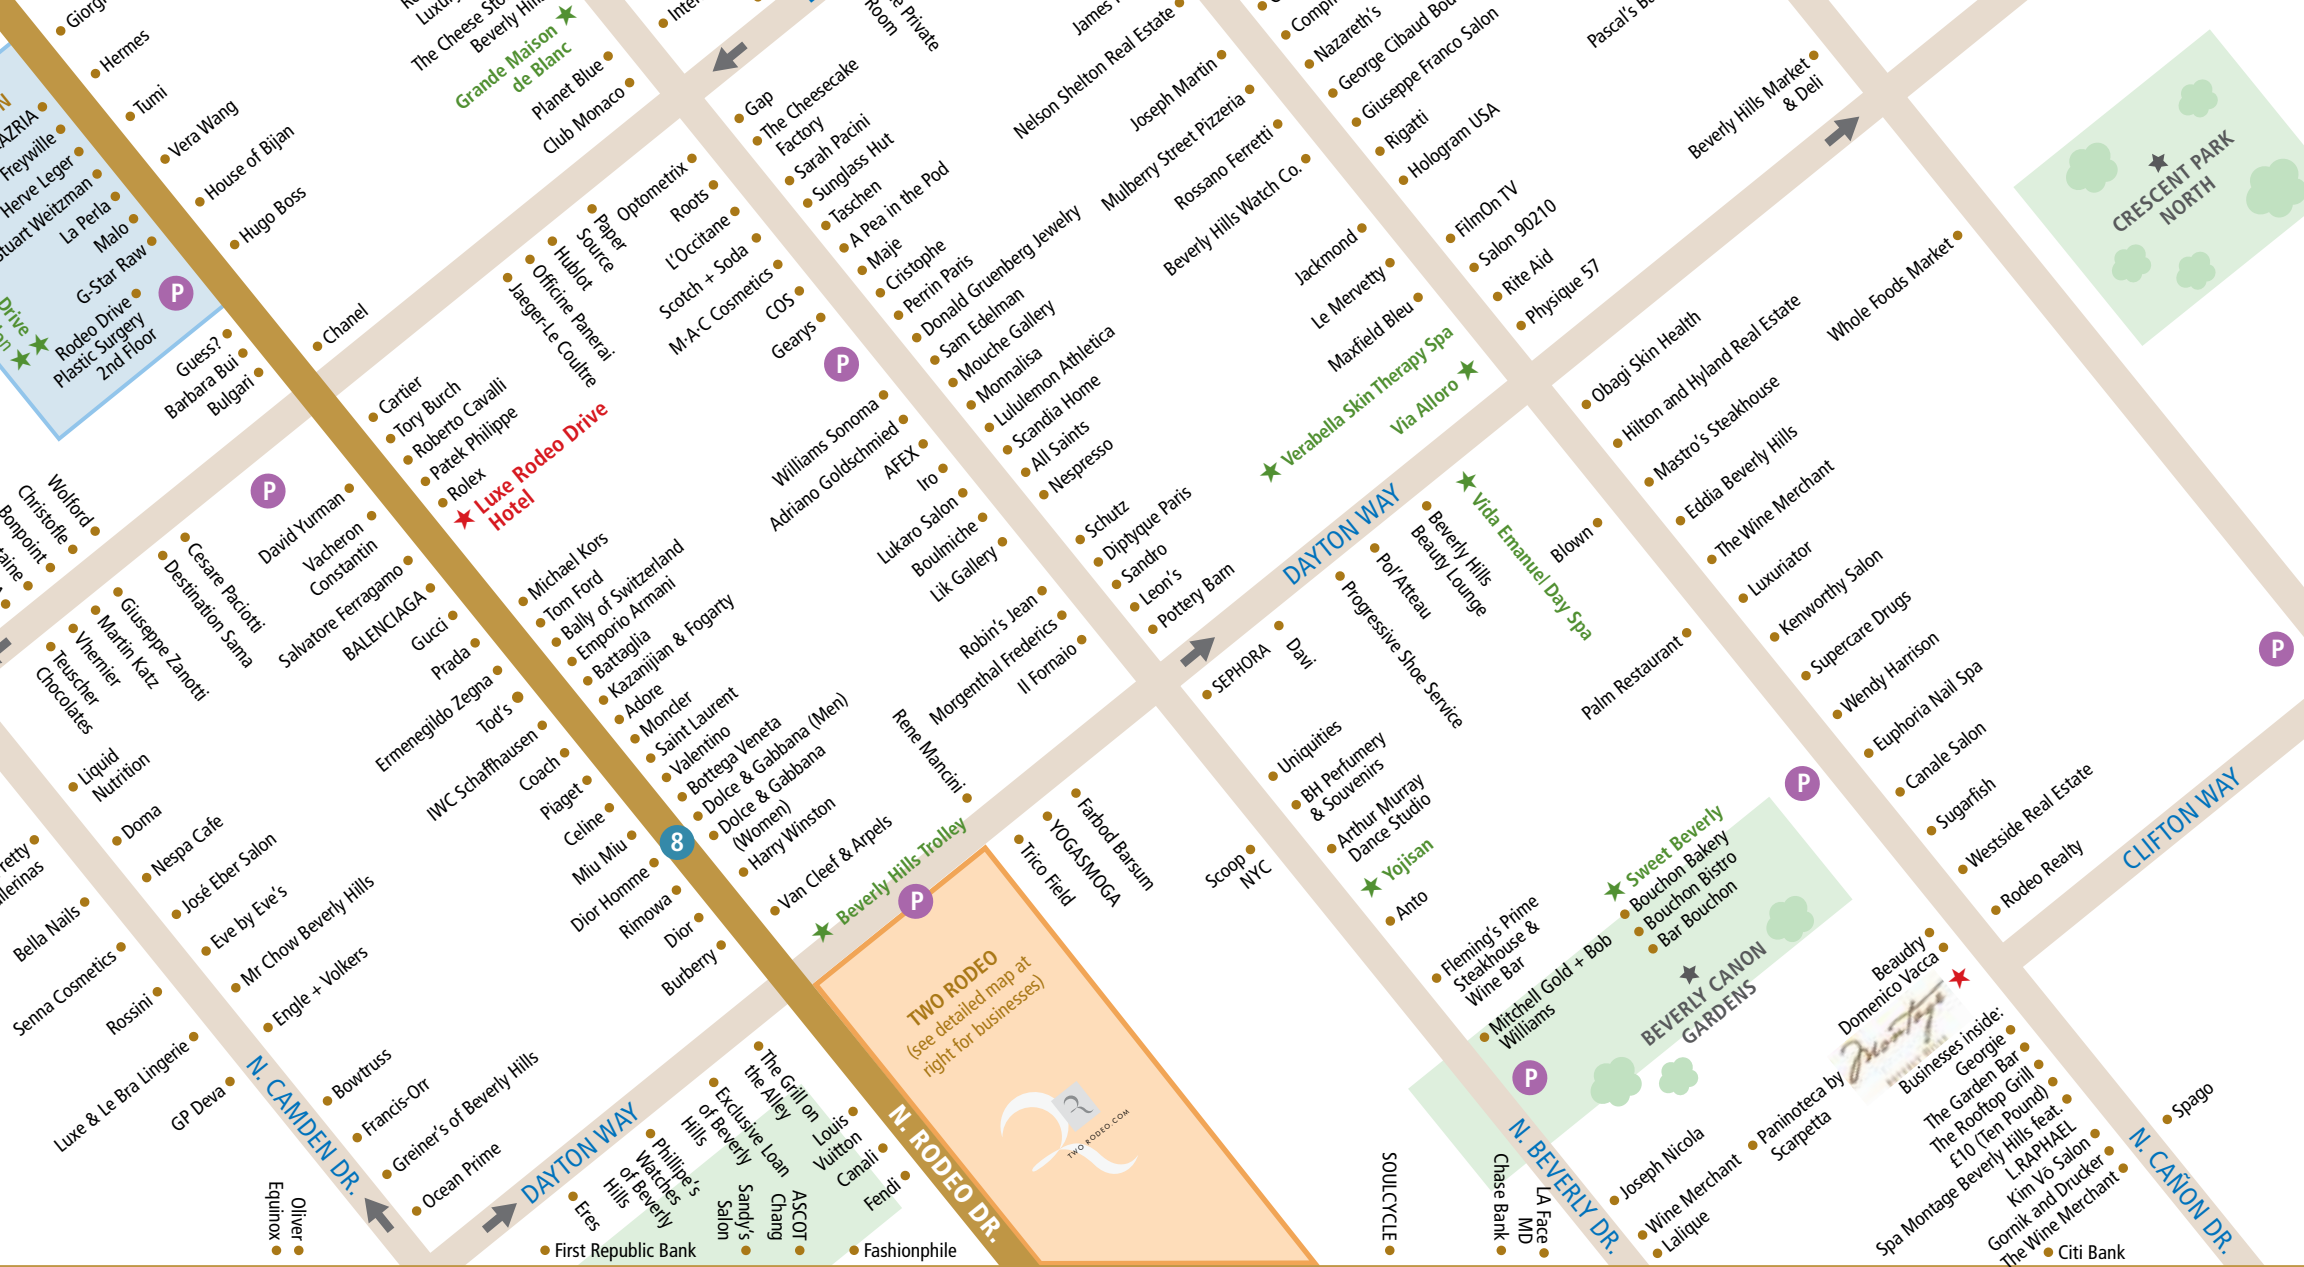 Hermes
Tumi
Vera Wang
House of Bijan
Hugo Boss
Chanel
Freywille
Herve Leger
Stuart Weitzman
La Perla
Malo
G-Star Raw
Rodeo Drive
Plastic Surgery
2nd Floor
Drive
P
Guess?
Barbara Bui
Bulgari
The Cheese
Beverly
Grande Maison
de Blanc
Planet Blue
Club Monaco
Private
Room
Gap
The Cheesecake
Factory
Sarah Pacini
Sunglass Hut
Taschen
A Pea in the Pod
Maje
Cristophe
Perrin Paris
Donald Gruenberg Jewelry
Sam Edelman
Mouche Gallery
Monnalisa
Lululemon Athletica
Scandia Home
All Saints
Nespresso
Schutz
Diptyque Paris
Sandro
Leon's
Pottery Barn
Optometrix
Roots
L'Occitane
Scotch + Soda
M·A·C Cosmetics
COS
Gearys
P
Paper
Source
Hublot
Officine Panerai
Jaeger-Le Coultre
Cartier
Tory Burch
Roberto Cavalli
Patek Philippe
Rolex
Luxe Rodeo Drive
Hotel
Williams Sonoma
Adriano Goldschmied
AFEX
Iro
Lukaro Salon
Boulmiche
Lik Gallery
Robin's Jean
Morgenthal Frederics
Il Fornaio
Rene Mancini
James
Nelson Shelton Real Estate
Joseph Martin
Mulberry Street Pizzeria
Rossano Ferretti
Beverly Hills Watch Co.
Jackmond
Le Mervetty
Maxfield Bleu
Verabella Skin Therapy Spa
Via Alloro
Nazareth's
George Cibaud
Giuseppe Franco Salon
Rigatti
Hologram USA
FilmOn TV
Salon 90210
Rite Aid
Physique 57
Pascal's
Beverly Hills Market
& Deli
CRESCENT PARK
NORTH
Whole Foods Market
Obagi Skin Health
Hilton and Hyland Real Estate
Mastro's Steakhouse
Eddia Beverly Hills
The Wine Merchant
Luxuriator
Kenworthy Salon
Supercare Drugs
Wendy Harrison
Euphoria Nail Spa
Canale Salon
Sugarfish
Westside Real Estate
Rodeo Realty
P
CLIFTON WAY
DAYTON WAY
Vida Emanuel Day Spa
Beverly Hills
Beauty Lounge
Pol'Atteau
Progressive Shoe Service
Davi
SEPHORA
Blown
Palm Restaurant
P
Uniquities
BH Perfumery
& Souvenirs
Arthur Murray
Dance Studio
Yojisan
Anto
Fleming's Prime
Steakhouse &
Wine Bar
Mitchell Gold + Bob
Williams
Sweet Beverly
Bouchon Bakery
Bouchon Bistro
Bar Bouchon
BEVERLY CANON
GARDENS
P
Wolford
Christofle
Bonpoint
P
David Yurman
Vacheron
Constantin
Salvatore Ferragamo
BALENCIAGA
Gucci
Prada
Ermenegildo Zegna
Tod's
IWC Schaffhausen
Coach
Piaget
Celine
Miu Miu
Dior Homme
Rimowa
Dior
Burberry
Cesare Paciotti
Destination Sama
Giuseppe Zanotti
Martin Katz
Vhernier
Teuscher
Chocolates
Michael Kors
Tom Ford
Bally of Switzerland
Emporio Armani
Battaglia
Kazanijan & Fogarty
Adore
Moncler
Saint Laurent
Valentino
Bottega Veneta
Dolce & Gabbana (Men)
Dolce & Gabbana
(Women)
Harry Winston
Van Cleef & Arpels
8
Beverly Hills Trolley
P
Trico Field
YOGASMOGA
Farbod Barsum
Scoop
NYC
TWO RODEO
(see detailed map at
right for businesses)
2
TWO RODEO.COM
Liquid
Nutrition
Doma
Nespa Cafe
José Eber Salon
Eve by Eve's
Mr Chow Beverly Hills
Engle + Volkers
Bowtruss
Francis-Orr
Greiner's of Beverly Hills
Ocean Prime
Bella Nails
Senna Cosmetics
Rossini
Luxe & Le Bra Lingerie
GP Deva
N. CAMDEN DR.
Equinox
Oliver
DAYTON WAY
The Grill on
the Alley
Exclusive Loan
of Beverly
Hills
Phillip's
Watches
of Beverly
Hills
Eres
First Republic Bank
Sandy's
Salon
ASCOT
Chang
Louis
Vuitton
Canali
Fendi
Fashionphile
N. RODEO DR.
SOULCYCLE
Chase Bank
LA Face
MD
N. BEVERLY DR.
Joseph Nicola
Wine Merchant
Lalique
Paninoteca by
Scarpetta
Beaudry
Domenico Vacca
Montage
BEVERLY HILLS
Businesses inside:
Georgie
The Garden Bar
The Rooftop Grill
£10 (Ten Pound)
Spa Montage Beverly Hills feat.
L.RAPHAEL
Kim Vō Salon
Gornik and Drucker
The Wine Merchant
Citi Bank
Spago
N. CAÑON DR.